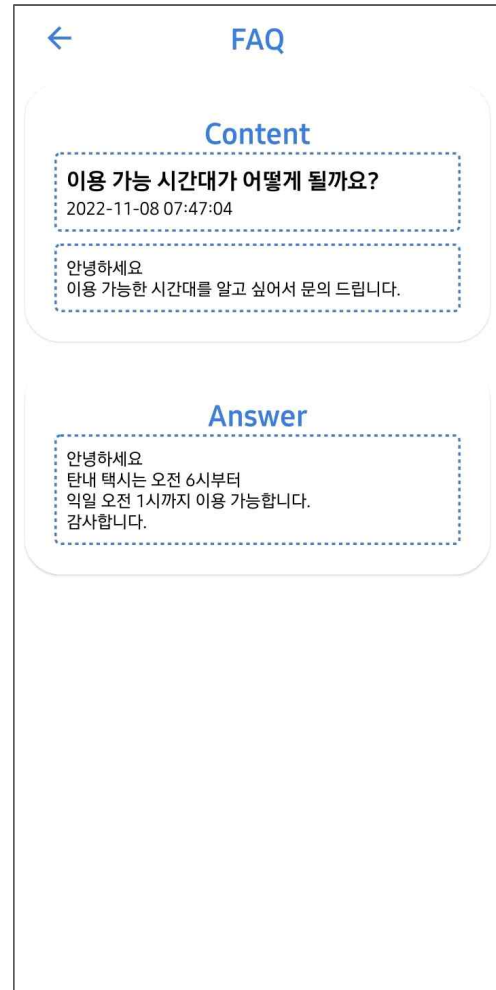 FAQ
Content
이용 가능 시간대가 어떻게 될까요?
2022-11-08 07:47:04
안녕하세요
이용 가능한 시간대를 알고 싶어서 문의 드립니다.
Answer
안녕하세요
탄내 택시는 오전 6시부터
익일 오전 1시까지 이용 가능합니다.
감사합니다.